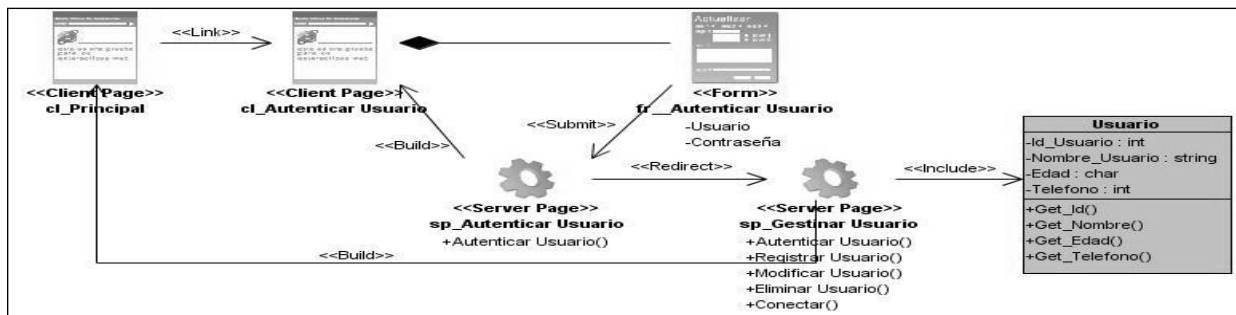 <<Link>>
<<Client Page>>
cl_Principal
<<Client Page>>
cl_Autenticar Usuario
Actualizar
<<Form>>
fr__Autenticar Usuario
-Usuario
-Contraseña
<<Submit>>
<<Build>>
<<Redirect>>
<<Include>>
<<Server Page>>
sp_Autenticar Usuario
+Autenticar Usuario()
<<Server Page>>
sp_Gestinar Usuario
+Autenticar Usuario()
+Registrar Usuario()
+Modificar Usuario()
+Eliminar Usuario()
+Conectar()
<<Build>>
Usuario
-Id_Usuario : int
-Nombre_Usuario : string
-Edad : char
-Telefono : int
+Get_Id()
+Get_Nombre()
+Get_Edad()
+Get_Telefono()